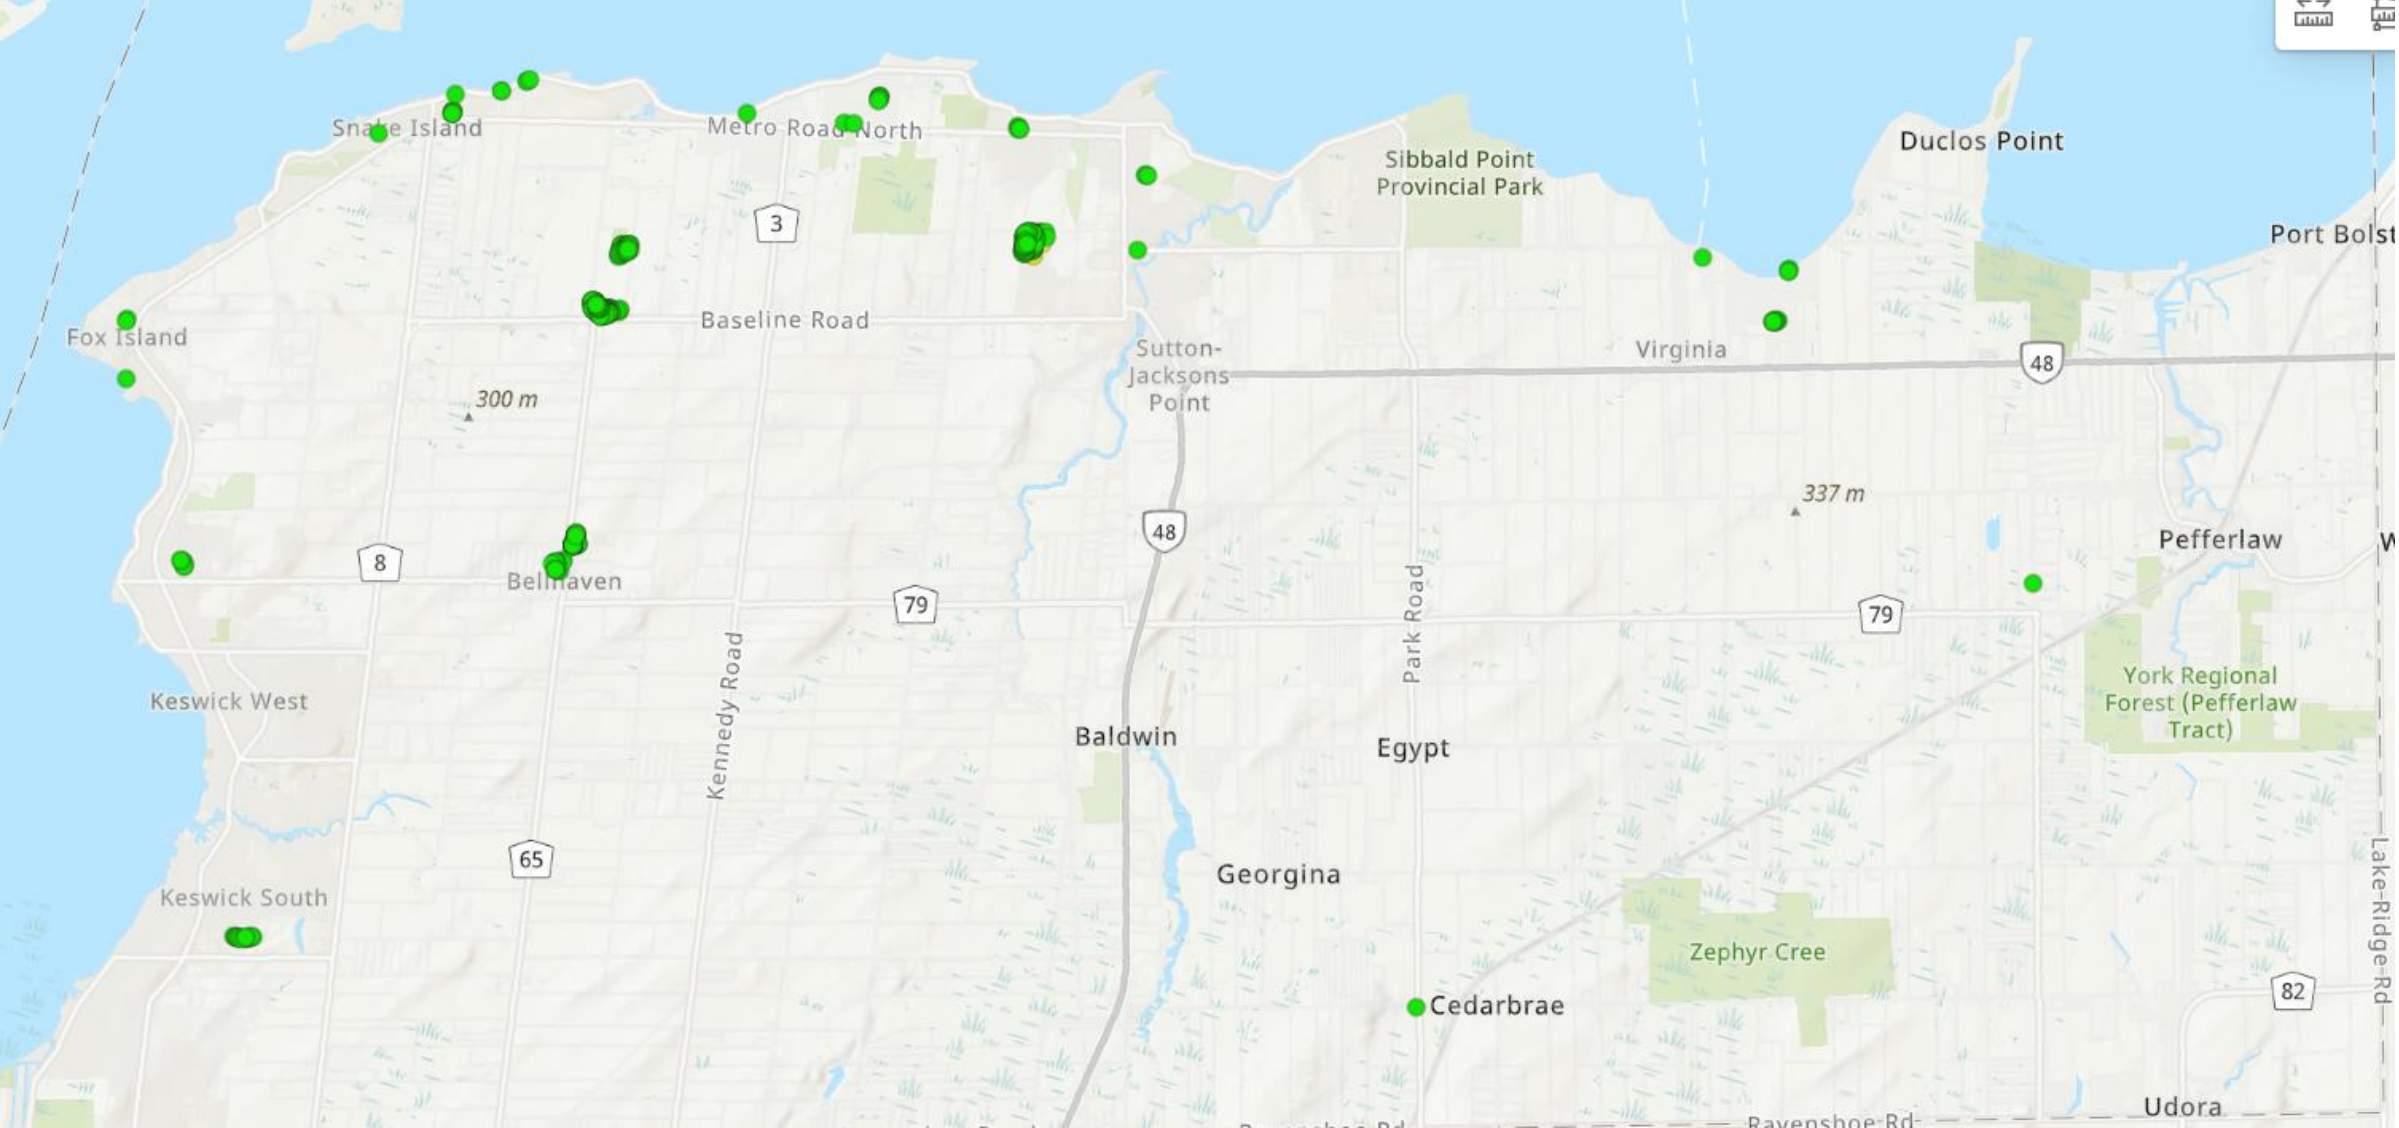 Snake Island
Metro Road North
3
Sibbald Point
Provincial Park
Duclos Point
Port Bolst
Fox Island
Baseline Road
Sutton-
Jacksons
Point
Virginia
48
300 m
337 m
48
Pefferlaw
W
8
Bellhaven
79
Park Road
79
Keswick West
Kennedy Road
Baldwin
Egypt
York Regional
Forest (Pefferlaw
Tract)
65
Georgina
Keswick South
Zephyr Cree
Lake-Ridge-Rd
82
Cedarbrae
Udora
Ravenshoe Rd
Ravenshoe-Rd